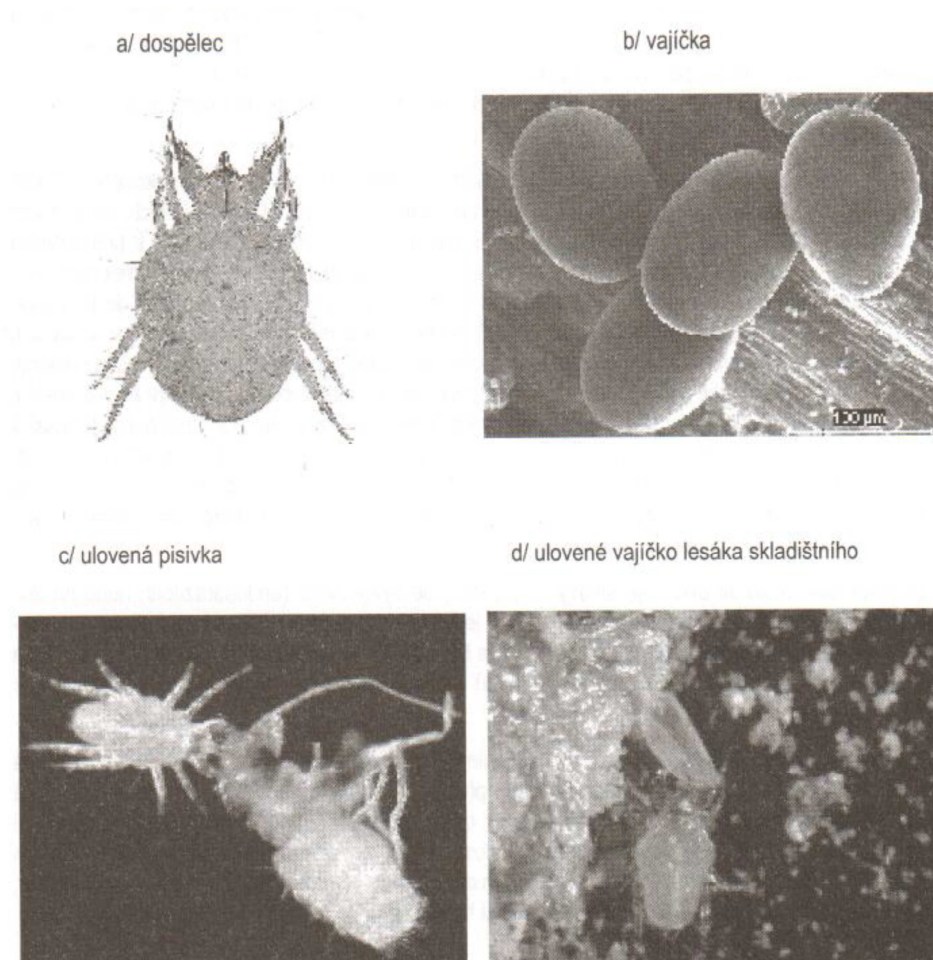 a/ dospělec
b/ vajíčka
100 µm
c/ ulovená pisivka
d/ ulovené vajíčko lesáka skladištního